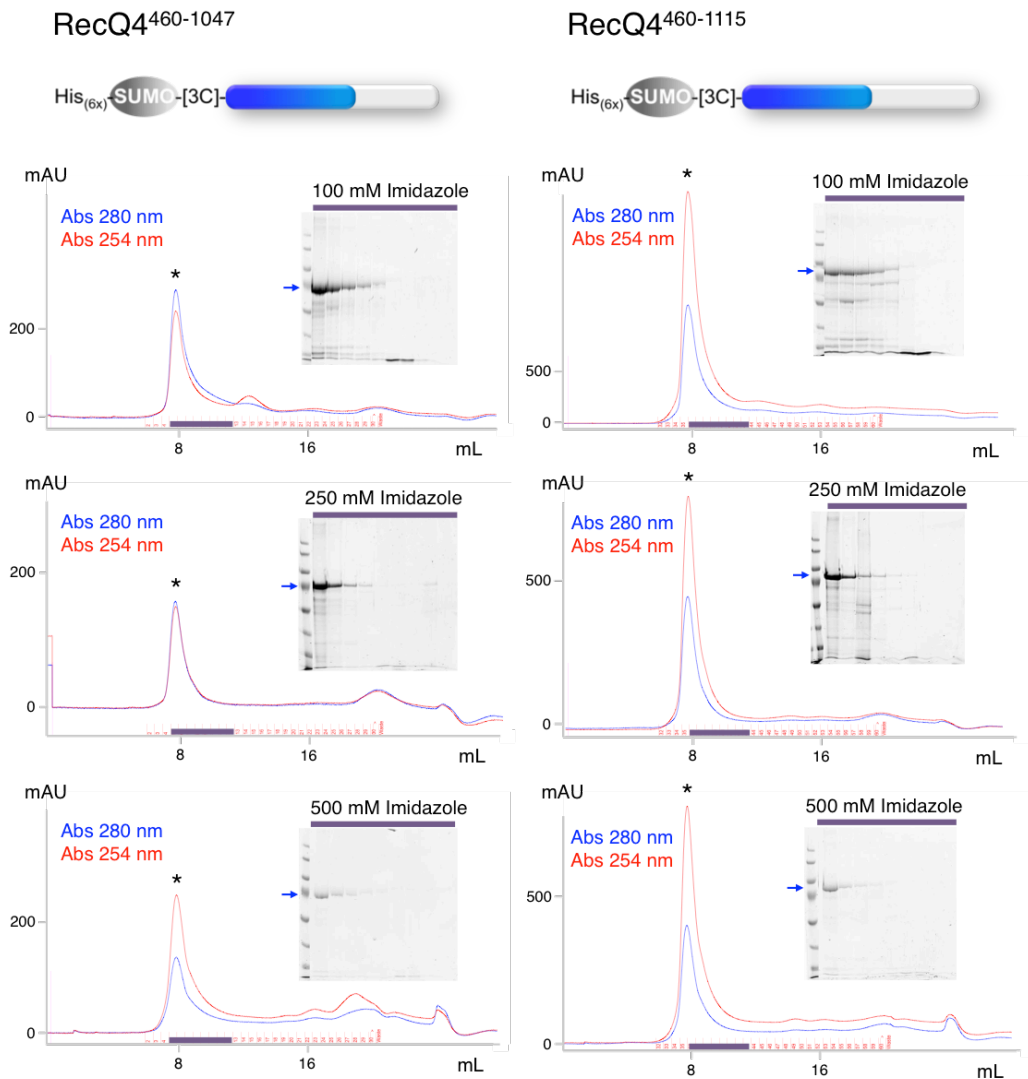 RecQ4460-1047
RecQ4460-1115
His(6x)-SUMO-[3C]-
His(6x)-SUMO-[3C]-
mAU
100 mM Imidazole
Abs 280 nm
Abs 254 nm
*
200
0
8
16
mL
mAU
100 mM Imidazole
Abs 280 nm
Abs 254 nm
*
500
0
8
16
mL
mAU
250 mM Imidazole
Abs 280 nm
Abs 254 nm
*
200
0
8
16
mL
mAU
250 mM Imidazole
Abs 280 nm
Abs 254 nm
*
500
0
8
16
mL
mAU
500 mM Imidazole
Abs 280 nm
Abs 254 nm
*
200
0
8
16
mL
mAU
500 mM Imidazole
Abs 280 nm
Abs 254 nm
*
500
0
8
16
mL